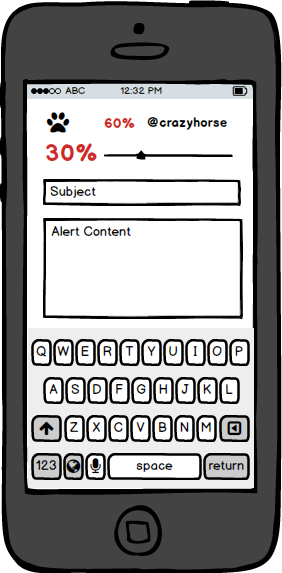 ABC 12:32 PM
60% @crazyhorse
30%
Subject
Alert Content
Q W E R T Y U I O P
A S D F G H J K L
Z X C V B N M
123 space return